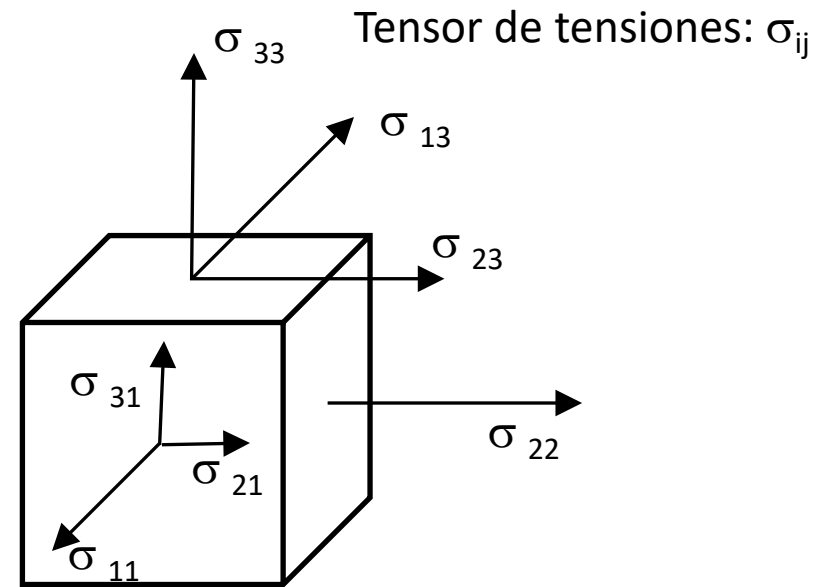 Tensor de tensiones: σij
σ 33
σ 13
σ 23
σ 31
σ 21
σ 22
σ 11